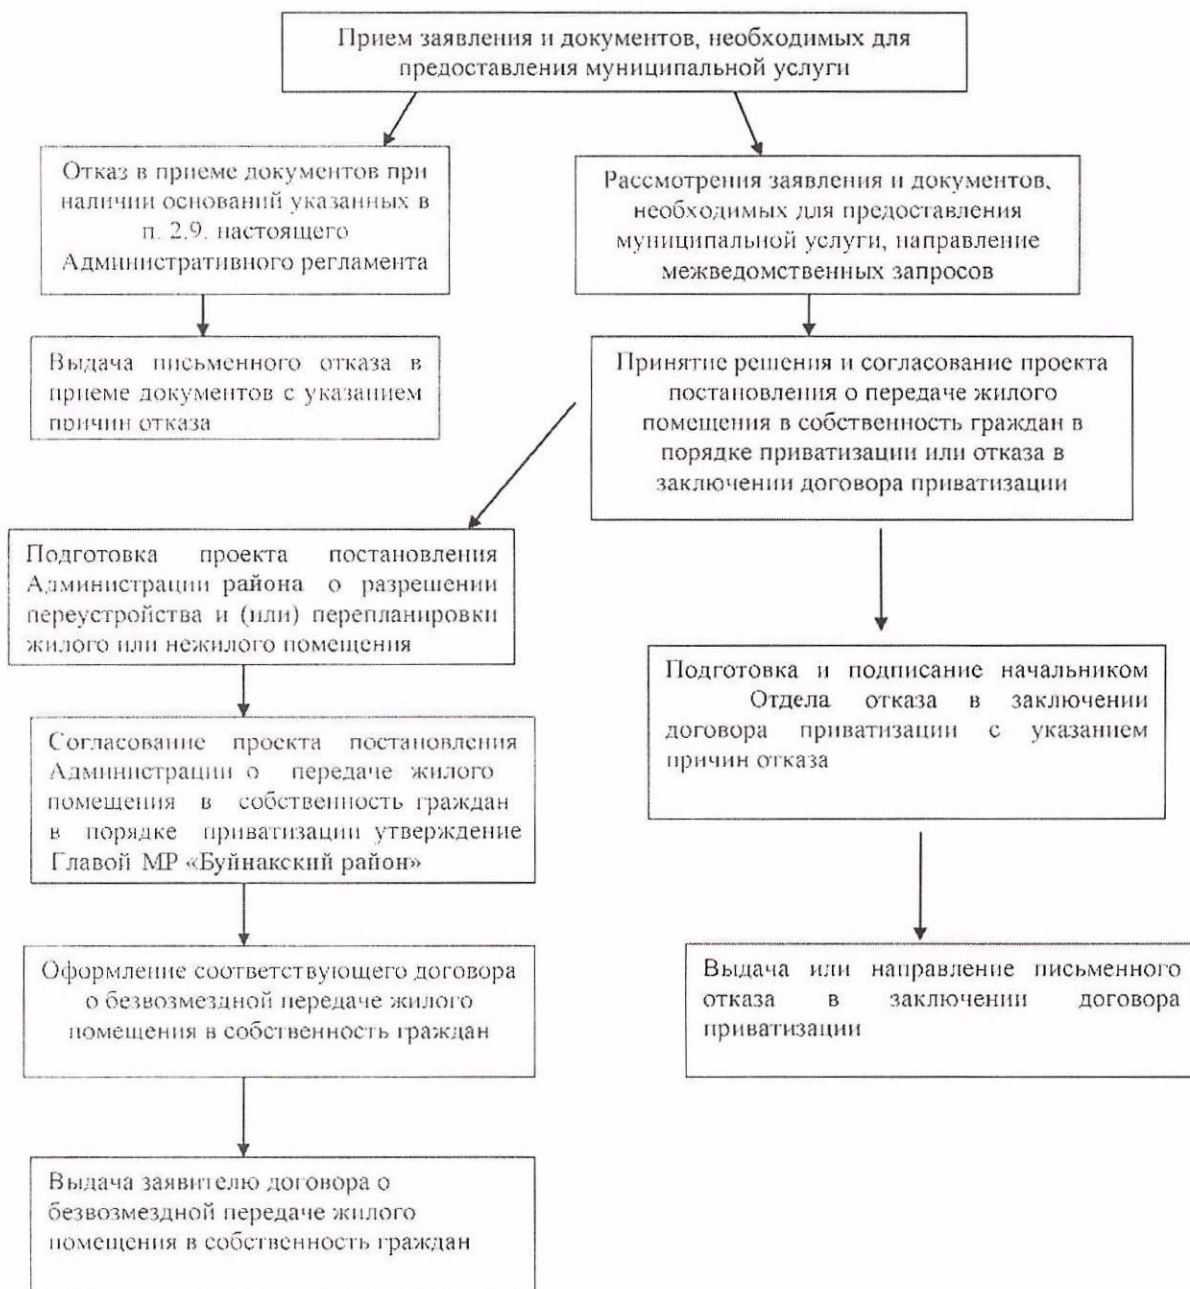 Прием заявления и документов, необходимых для
предоставления муниципальной услуги
Отказ в приеме документов при
наличии оснований указанных в
п. 2.9. настоящего
Административного регламента
Рассмотрения заявления и документов,
необходимых для предоставления
муниципальной услуги, направление
межведомственных запросов
Выдача письменного отказа в
приеме документов с указанием
причин отказа
Принятие решения и согласование проекта
постановления о передаче жилого
помещения в собственность граждан в
порядке приватизации или отказа в
заключении договора приватизации
Подготовка проекта постановления
Администрации района о разрешении
переустройства и (или) перепланировки
жилого или нежилого помещения
Подготовка и подписание начальником
Отдела отказа в заключении
договора приватизации с указанием
причин отказа
Согласование проекта постановления
Администрации о передаче жилого
помещения в собственность граждан
в порядке приватизации утверждение
Главой МР «Буйнакский район»
Оформление соответствующего договора
о безвозмездной передаче жилого
помещения в собственность граждан
Выдача или направление письменного
отказа в заключении договора
приватизации
Выдача заявителю договора о
безвозмездной передаче жилого
помещения в собственность граждан